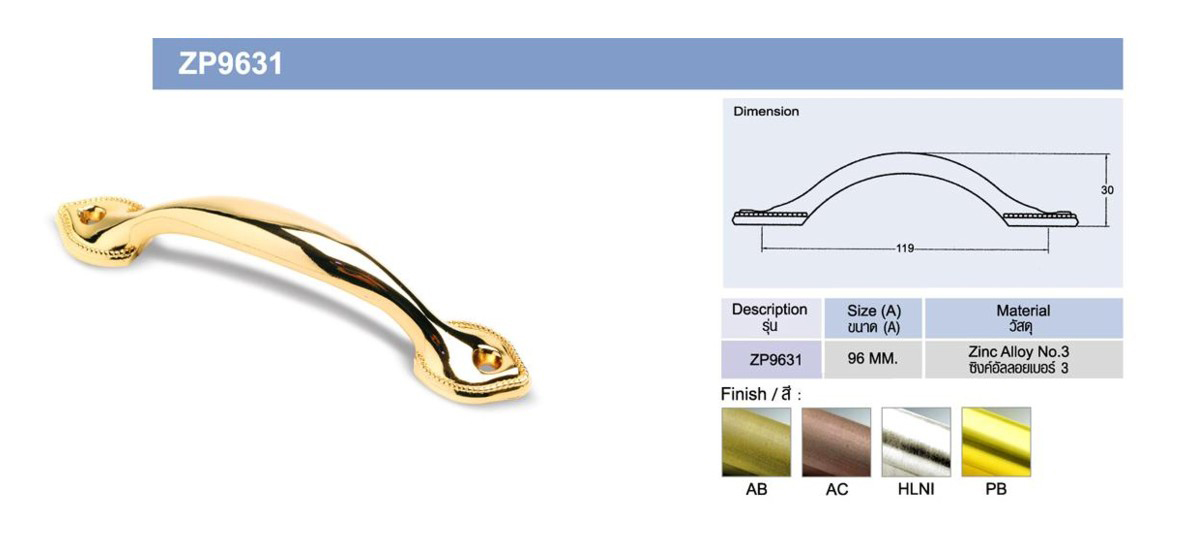 ZP9631
Dimension
30
119
Description
รุ่น
Size (A)
ขนาด (A)
Material
วัสดุ
ZP9631
96 MM.
Zinc Alloy No.3
ซิงค์อัลลอยเบอร์ 3
Finish / สี :
AB
AC
HLNI
PB